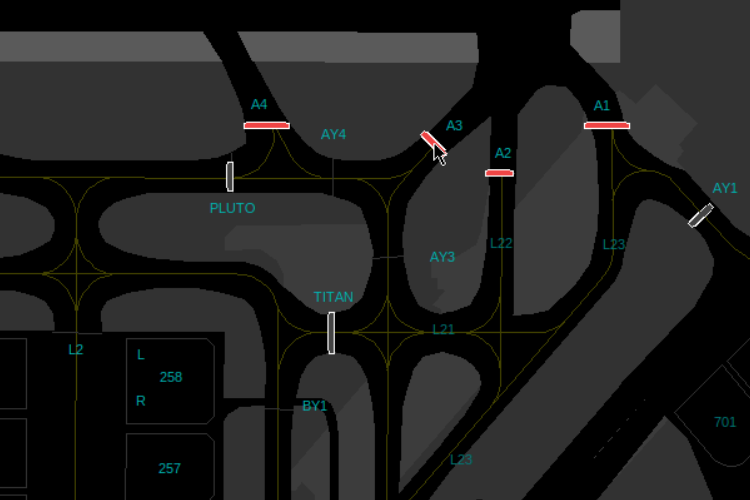 A4
A1
A3
AY4
A2
AY1
PLUTO
L22
L23
AY3
TITAN
L21
L2
L
258
R
BY1
701
L23
257